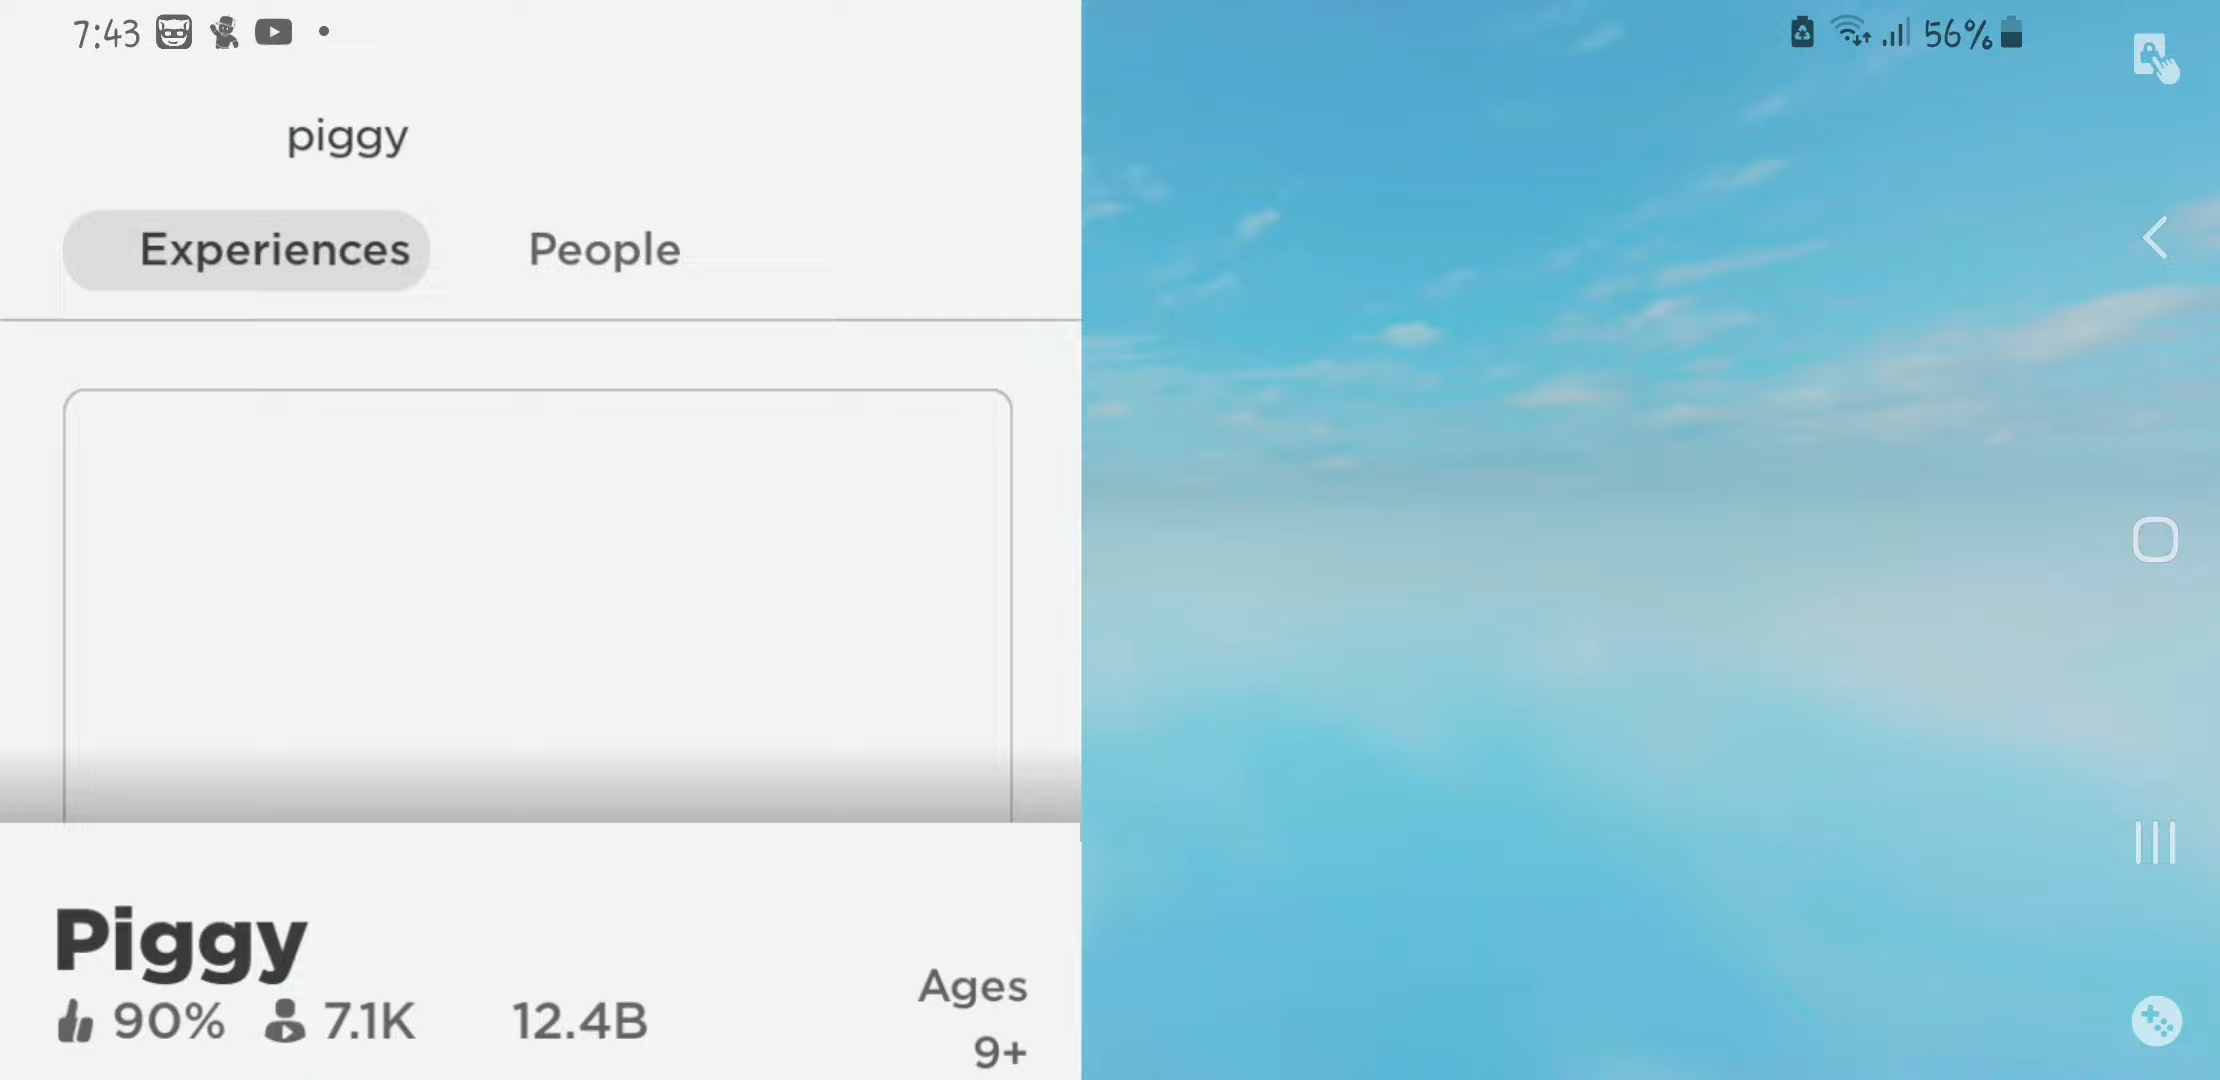 7:43
56%
piggy
Experiences People
Piggy
90% 7.1K 12.4B
Ages
9+